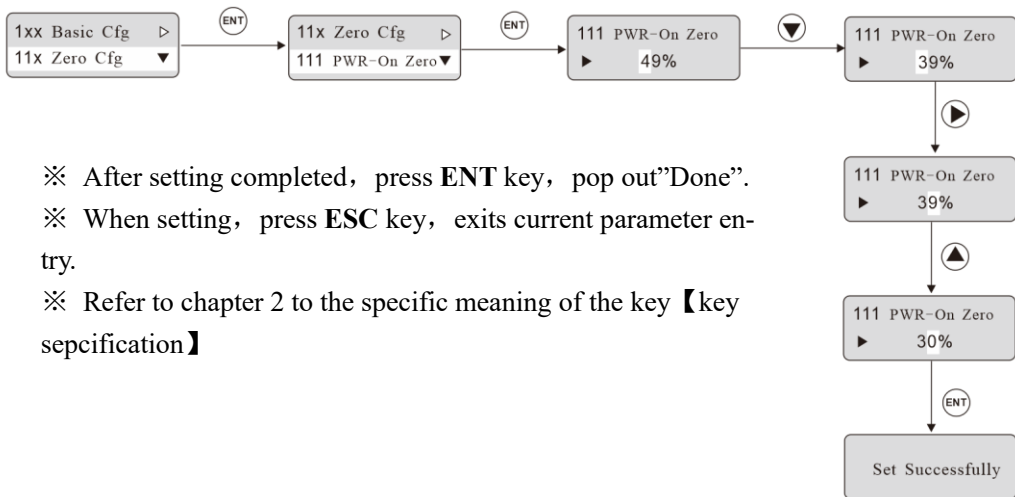 1xx Basic Cfg ▷
11x Zero Cfg ▼
ENT
11x Zero Cfg ▷
111 PWR-On Zero▼
ENT
111 PWR-On Zero
▶ 49%
▼
111 PWR-On Zero
▶ 39%
▶
111 PWR-On Zero
▶ 39%
▲
111 PWR-On Zero
▶ 30%
ENT
Set Successfully
※ After setting completed，press ENT key，pop out”Done”.
※ When setting，press ESC key，exits current parameter en-
try.
※ Refer to chapter 2 to the specific meaning of the key【key
sepcification】